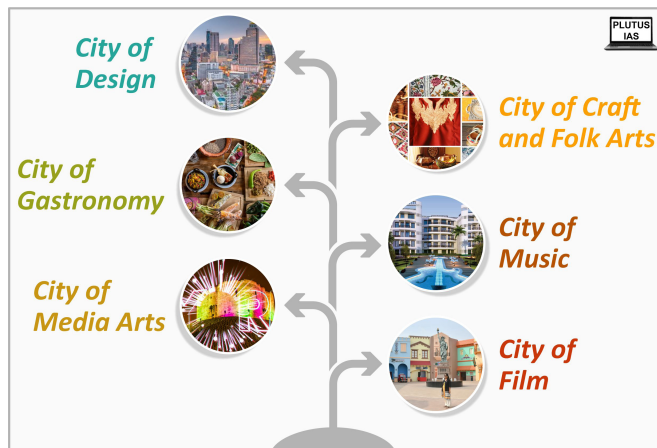 PLUTUS
IAS
City of
Design
City of Craft
and Folk Arts
City of
Gastronomy
City of
Music
City of
Media Arts
City of
Film